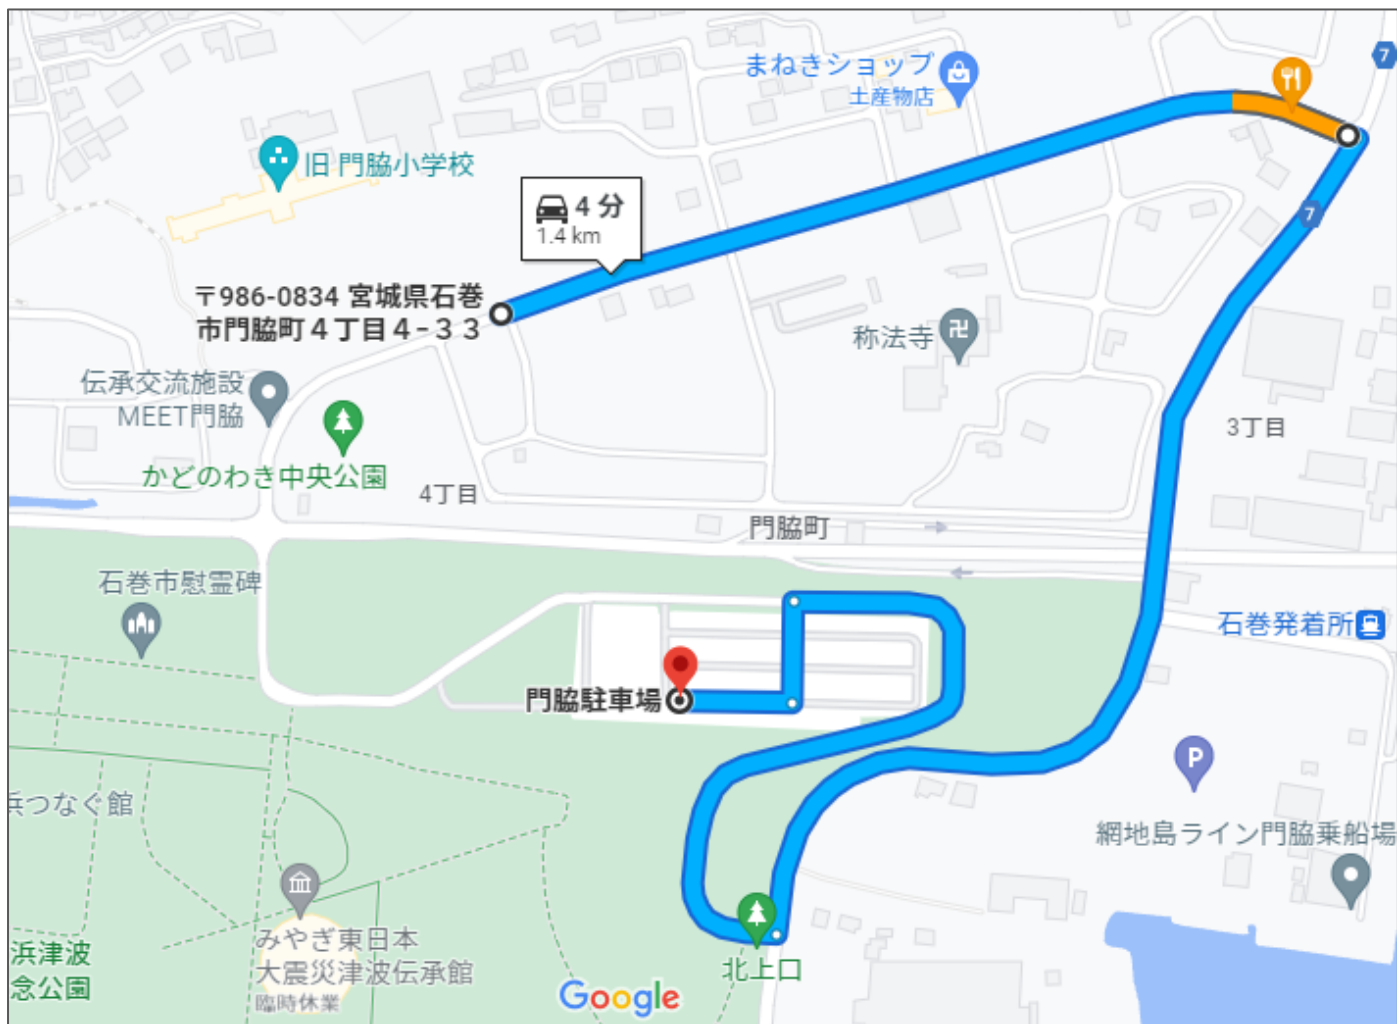 7
まねきショップ
土産物店
旧 門脇小学校
4 分
1.4 km
7
〒986-0834 宮城県石巻
市門脇町４丁目４−３３
称法寺
伝承交流施設
MEET門脇
3丁目
かどのわき中央公園
4丁目
門脇町
石巻市慰霊碑
石巻発着所
門脇駐車場
P
浜つなぐ館
網地島ライン門脇乗船場
みやぎ東日本
大震災津波伝承館
臨時休業
浜津波
念公園
北上口
Google